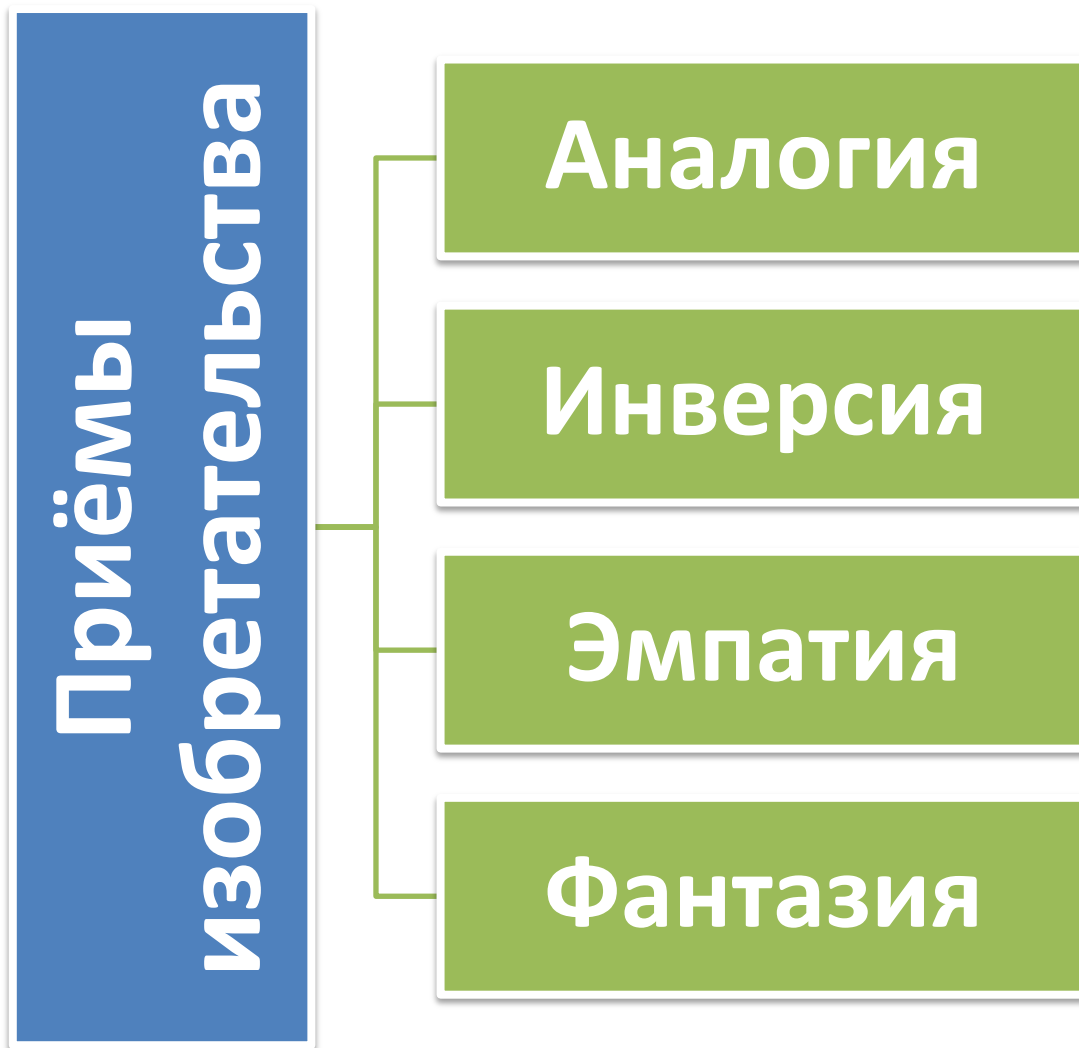 Приёмы
изобретательства
Аналогия
Инверсия
Эмпатия
Фантазия